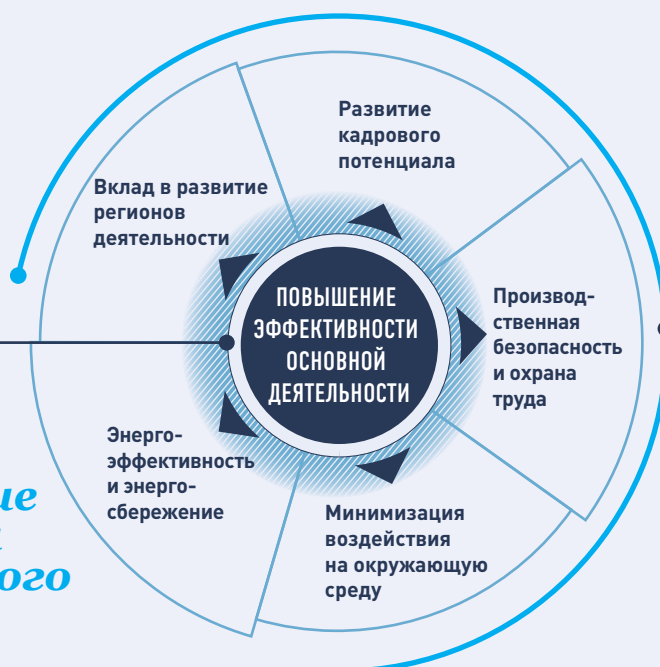 Развитие
кадрового
потенциала
Вклад в развитие
регионов
деятельности
ПОВЫШЕНИЕ
ЭФФЕКТИВНОСТИ
ОСНОВНОЙ
ДЕЯТЕЛЬНОСТИ
Производ-
ственная
безопасность
и охрана
труда
Энерго-
эффективность
и энерго-
сбережение
Минимизация
воздействия
на окружающую
среду